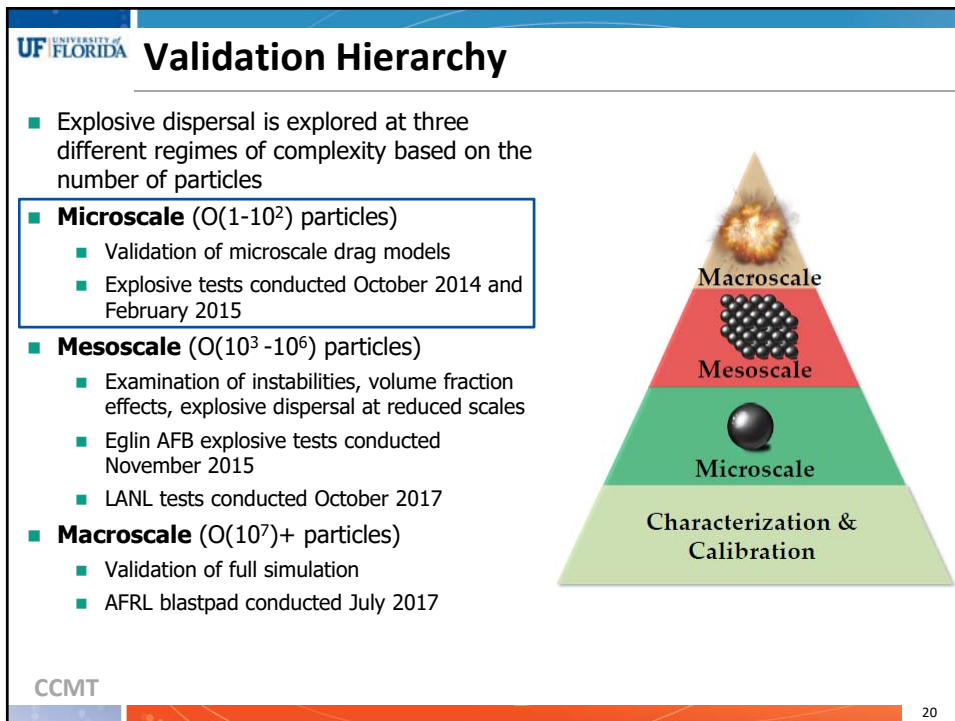 UF UNIVERSITY of FLORIDA
Validation Hierarchy
■ Explosive dispersal is explored at three
different regimes of complexity based on the
number of particles
■ Microscale (O(1-10²) particles)
■ Validation of microscale drag models
■ Explosive tests conducted October 2014 and
February 2015
■ Mesoscale (O(10³ -10⁶) particles)
■ Examination of instabilities, volume fraction
effects, explosive dispersal at reduced scales
■ Eglin AFB explosive tests conducted
November 2015
■ LANL tests conducted October 2017
■ Macroscale (O(10⁷)+ particles)
■ Validation of full simulation
■ AFRL blastpad conducted July 2017
Macroscale
Mesoscale
Microscale
Characterization &
Calibration
CCMT
20